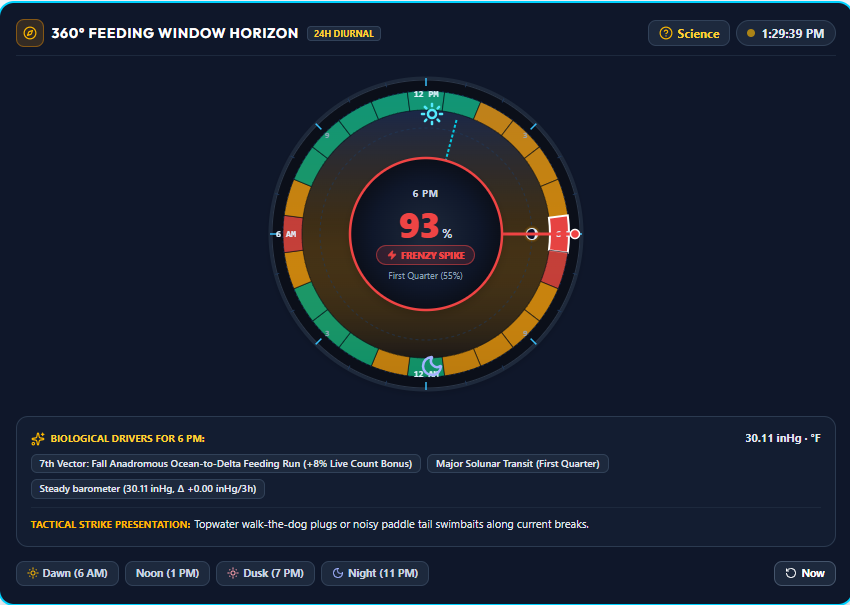 360° FEEDING WINDOW HORIZON
24H DIURNAL
Science
1:29:39 PM
12 PM
9
6 AM
3
6 PM
93%
FRENZY SPIKE
First Quarter (55%)
12 AM
BIOLOGICAL DRIVERS FOR 6 PM:
30.11 inHg · °F
7th Vector: Fall Anadromous Ocean-to-Delta Feeding Run (+8% Live Count Bonus)
Major Solunar Transit (First Quarter)
Steady barometer (30.11 inHg, Δ +0.00 inHg/3h)
TACTICAL STRIKE PRESENTATION: Topwater walk-the-dog plugs or noisy paddle tail swimbaits along current breaks.
Dawn (6 AM)
Noon (1 PM)
Dusk (7 PM)
Night (11 PM)
Now